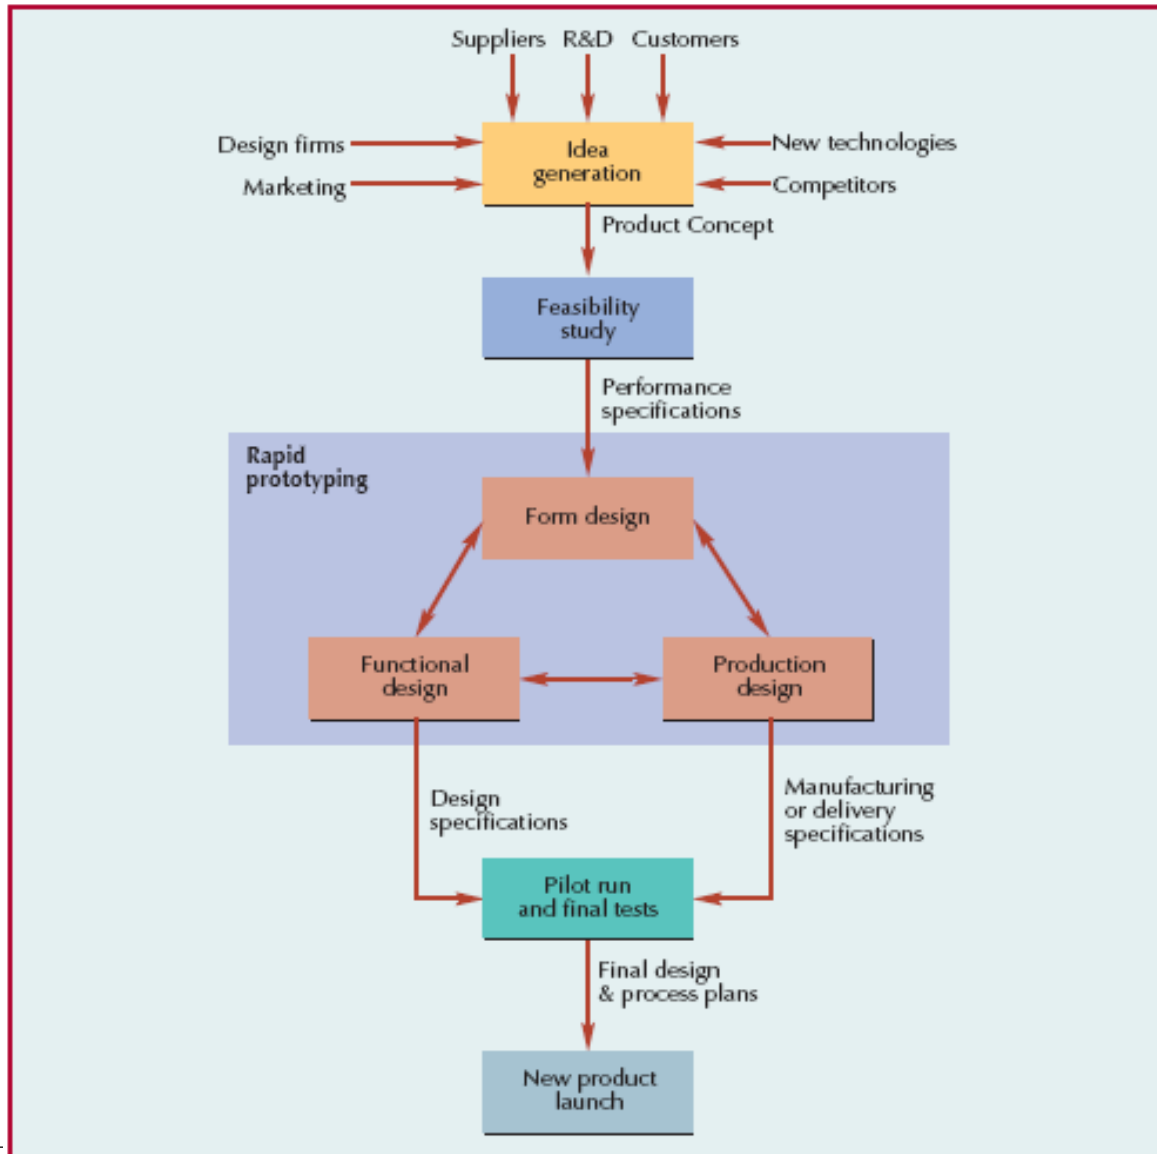 Suppliers R&D Customers
Design firms
Marketing
Idea
generation
New technologies
Competitors
Product Concept
Feasibility
study
Performance
specifications
Rapid
prototyping
Form design
Functional
design
Production
design
Design
specifications
Manufacturing
or delivery
specifications
Pilot run
and final tests
Final design
& process plans
New product
launch